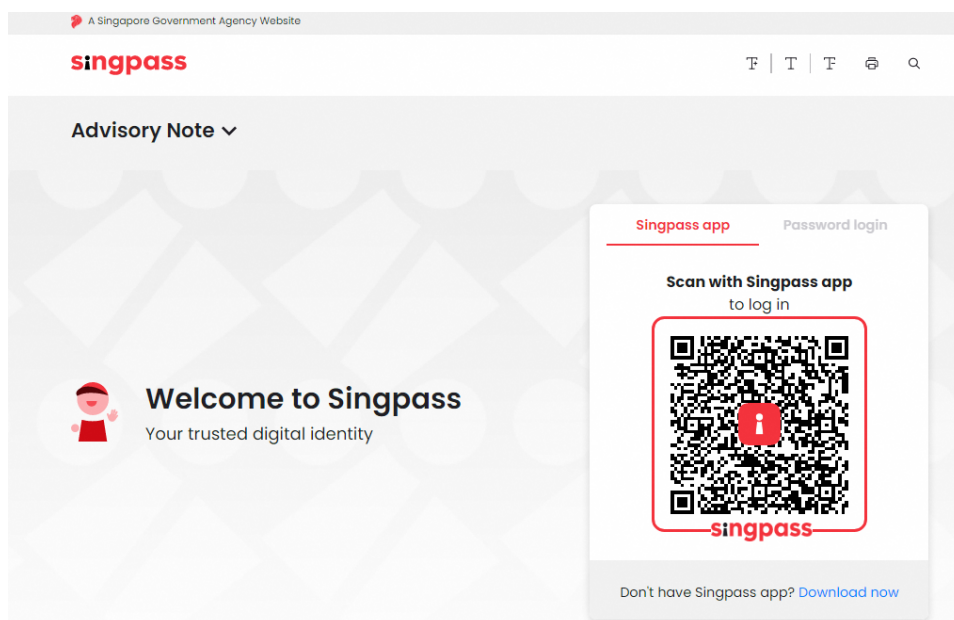 A Singapore Government Agency Website
singpass
Advisory Note
Singpass app
Password login
Scan with Singpass app
to log in
singpass
Welcome to Singpass
Your trusted digital identity
Don't have Singpass app? Download now